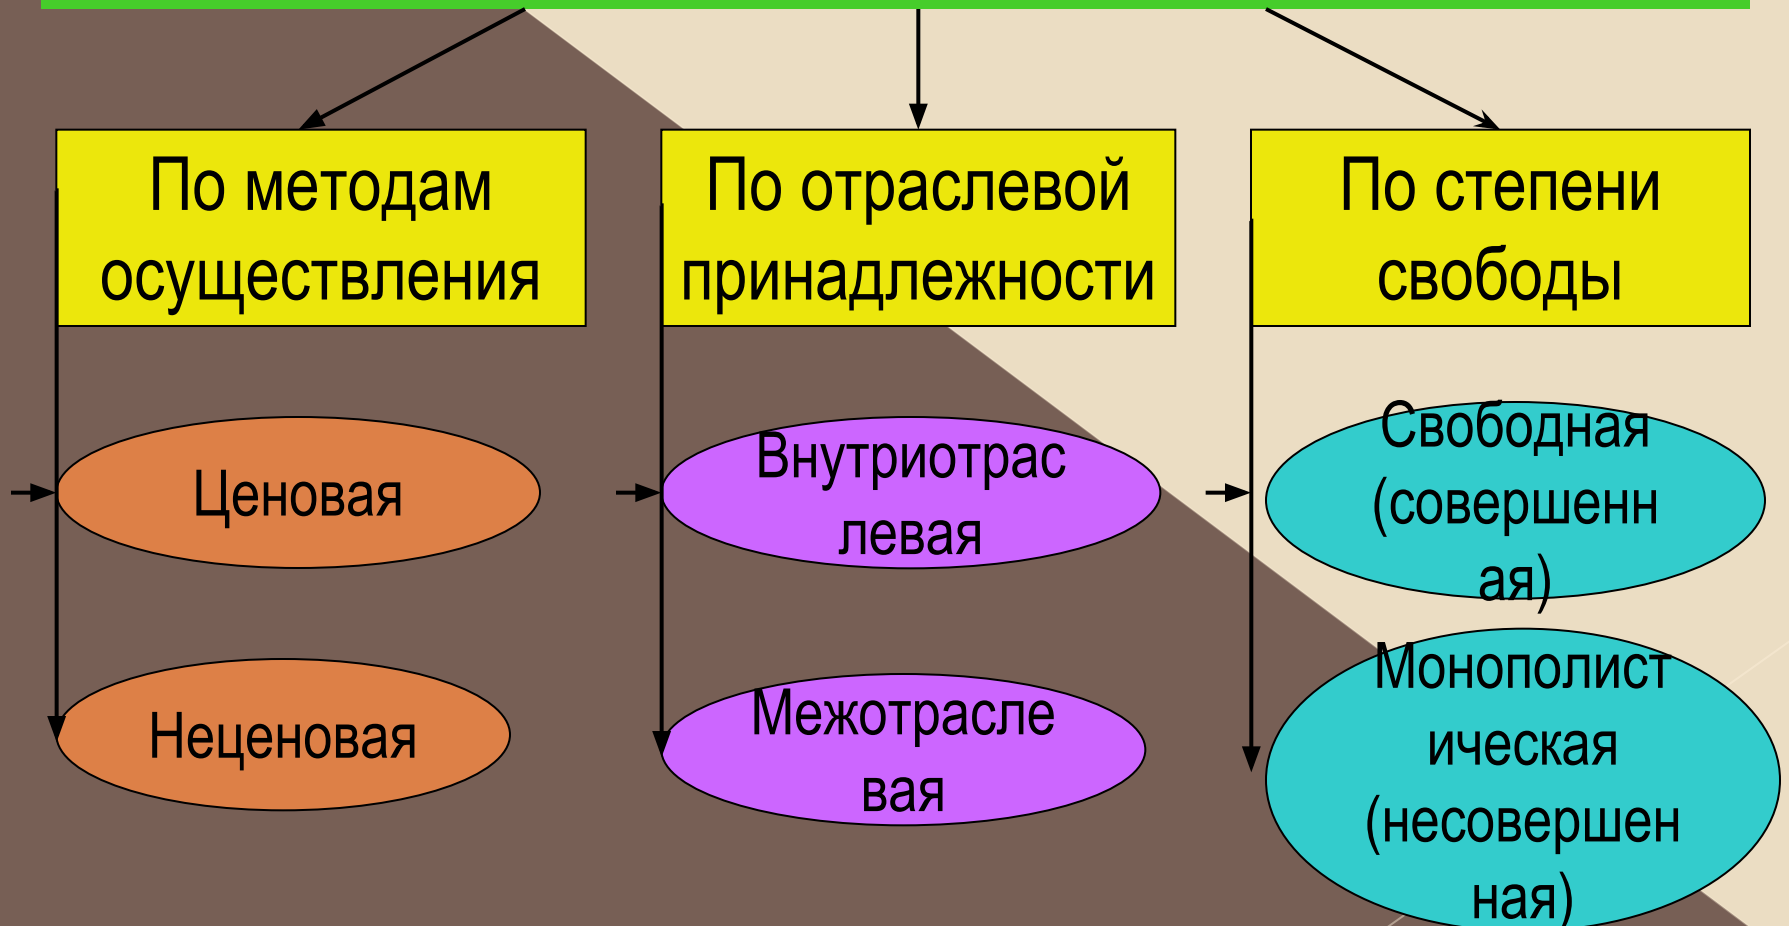 По методам
осуществления
По отраслевой
принадлежности
По степени
свободы
Ценовая
Неценовая
Внутриотрас
левая
Межотрасле
вая
Свободная
(совершенн
ая)
Монополист
ическая
(несовершен
ная)